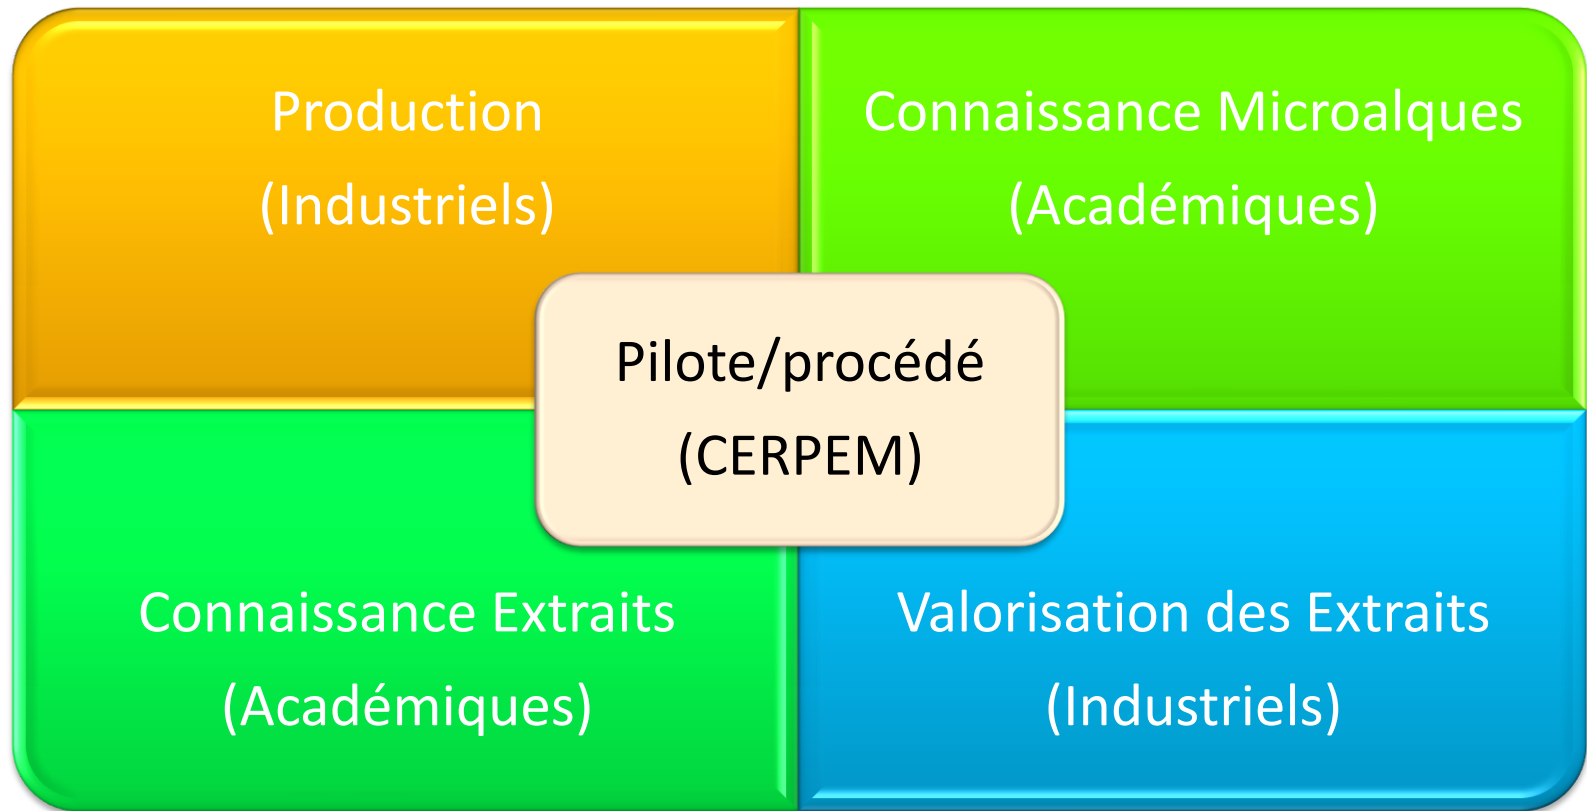 Production
(Industriels)
Connaissance Microalques
(Académiques)
Pilote/procédé
(CERPEM)
Connaissance Extraits
(Académiques)
Valorisation des Extraits
(Industriels)